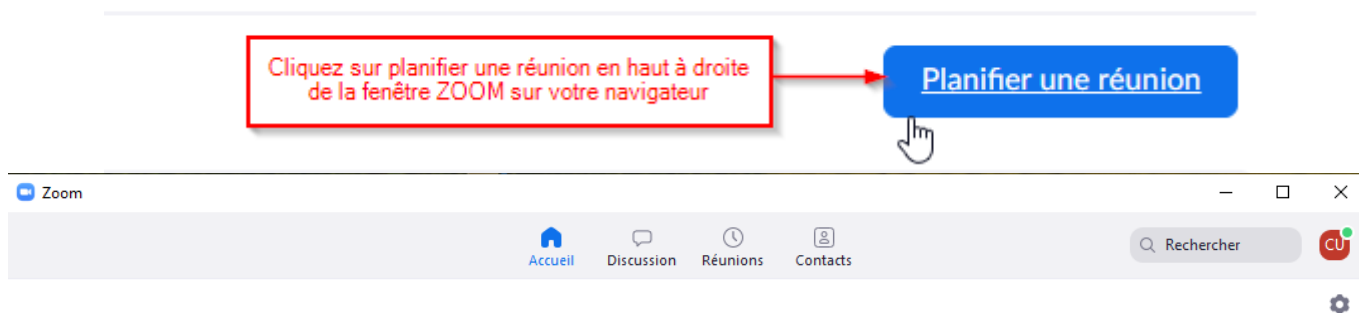 Cliquez sur planifier une réunion en haut à droite
de la fenêtre ZOOM sur votre navigateur
Planifier une réunion
Zoom
Accueil Discussion Réunions Contacts
Rechercher
CU